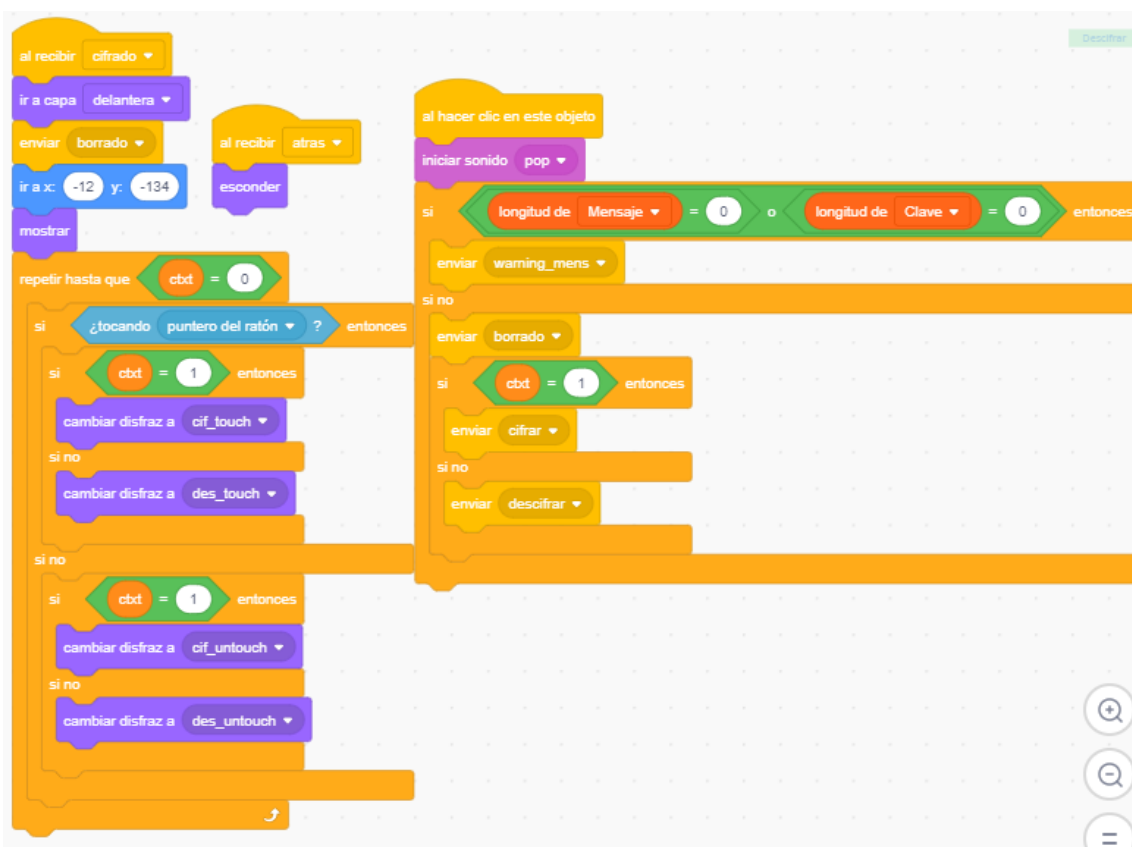 al recibir cifrado
ir a capa delantera
enviar borrado
ir a x: -12 y: -134
mostrar
repetir hasta que ctxt = 0
si ¿tocando puntero del ratón ? entonces
si ctxt = 1 entonces
cambiar disfraz a cif_touch
si no
cambiar disfraz a des_touch
si no
si ctxt = 1 entonces
cambiar disfraz a cif_untouch
si no
cambiar disfraz a des_untouch
al recibir atras
esconder
al hacer clic en este objeto
iniciar sonido pop
si longitud de Mensaje = 0 o longitud de Clave = 0 entonces
enviar warning_mens
si no
enviar borrado
si ctxt = 1 entonces
enviar cifrar
si no
enviar descifrar
Descifrar